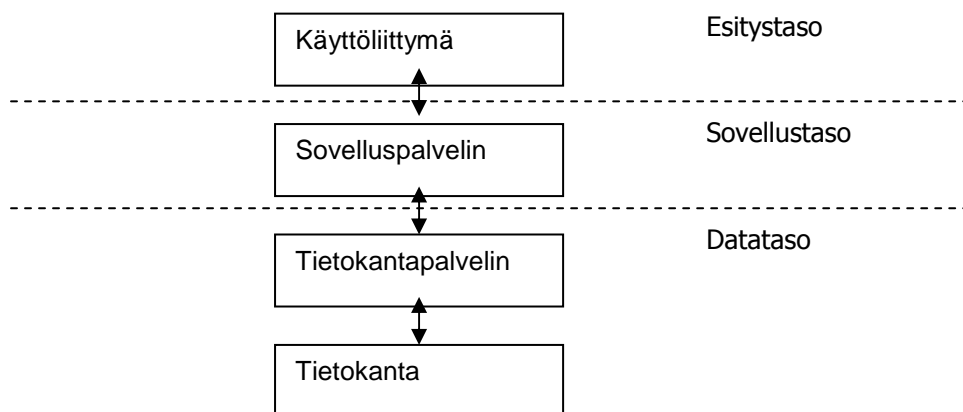 Käyttöliittymä
Esitystaso
Sovelluspalvelin
Sovellustaso
Tietokantapalvelin
Datataso
Tietokanta